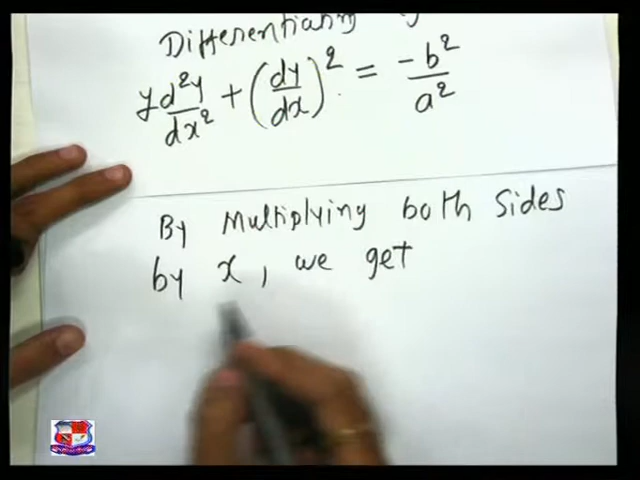 Differentiating
y d²y/dx² + (dy/dx)² = -b²/a²
By Multiplying both Sides
by x, we get